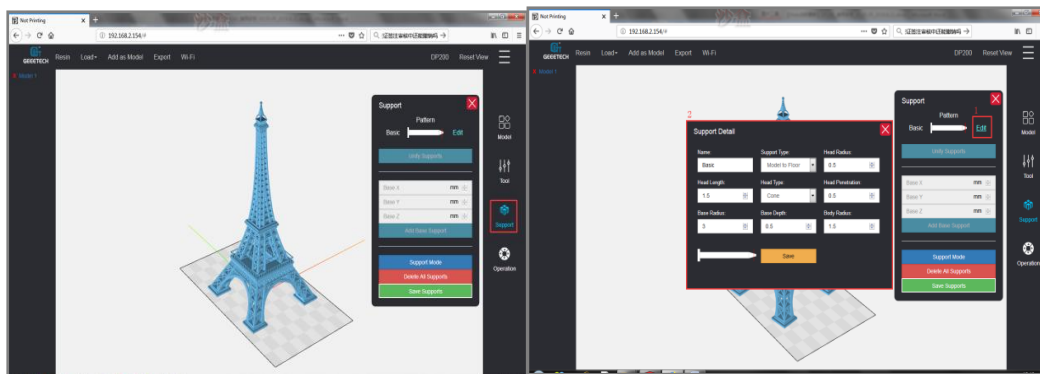 Not Printing
192.168.2.154/#
GEEETECH
Resin
Load
Add as Model
Export
Wi-Fi
DP200
Reset View
Model 1
Support
Pattern
Basic
Edit
Unify Supports
Base X
mm
Base Y
mm
Base Z
mm
Add Base Support
Support Mode
Delete All Supports
Save Supports
Model
Tool
Support
Operation
Not Printing
192.168.2.154/#
GEEETECH
Resin
Load
Add as Model
Export
Wi-Fi
DP200
Reset View
Model 1
2
Support Detail
Name:
Support Type:
Head Radius:
Basic
Model to Floor
0.5
Head Length:
Head Type:
Head Penetration:
1.5
Cone
0.5
Base Radius:
Base Depth:
Body Radius:
3
0.5
1.5
Save
Support
Pattern
1
Basic
Edit
Unify Supports
Base X
mm
Base Y
mm
Base Z
mm
Add Base Support
Support Mode
Delete All Supports
Save Supports
Model
Tool
Support
Operation